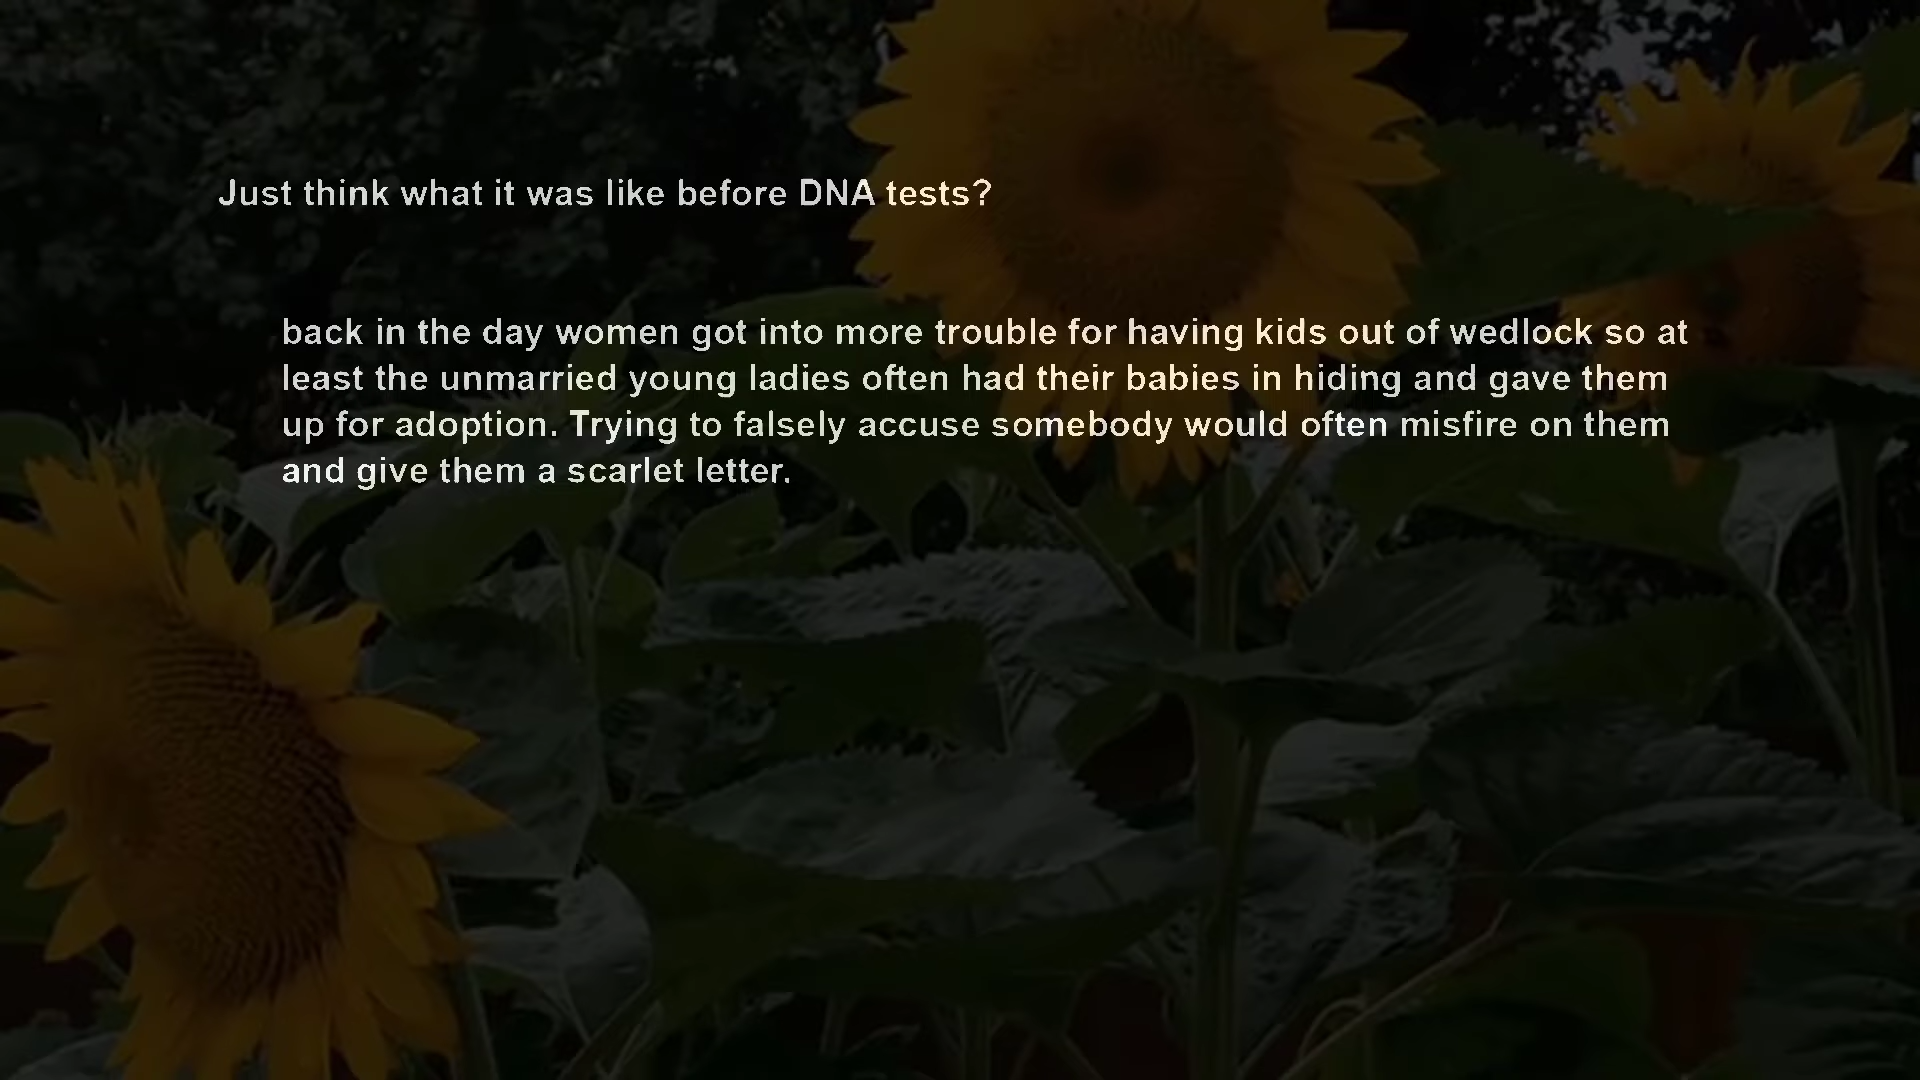 Just think what it was like before DNA tests?
back in the day women got into more trouble for having kids out of wedlock so at
least the unmarried young ladies often had their babies in hiding and gave them
up for adoption. Trying to falsely accuse somebody would often misfire on them
and give them a scarlet letter.